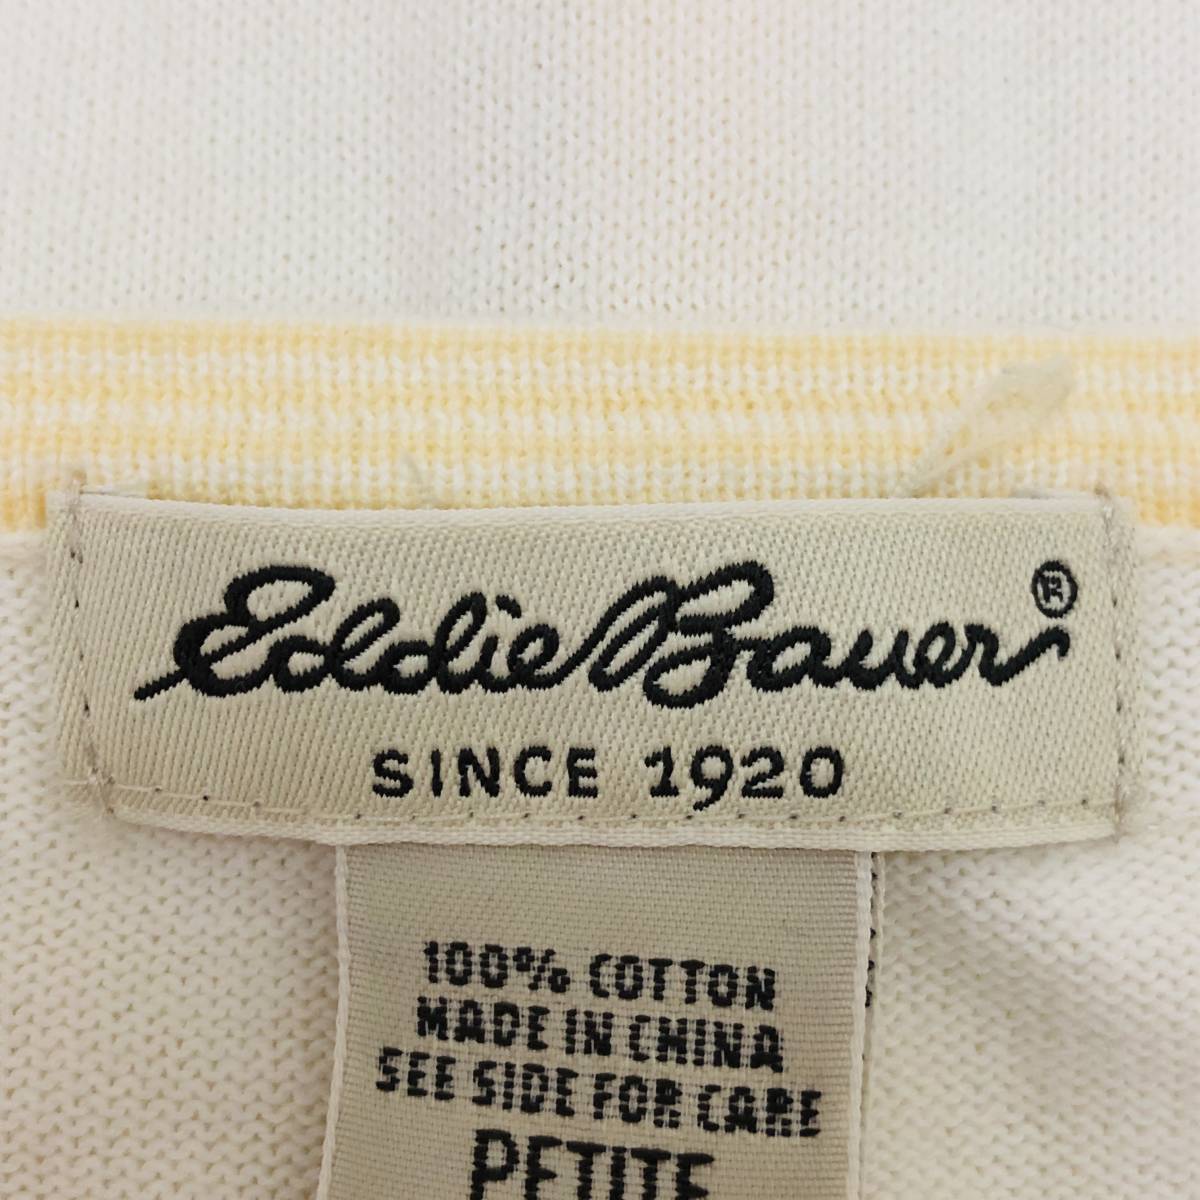 Eddie Bauer®
SINCE 1920
100% COTTON
MADE IN CHINA
SEE SIDE FOR CARE
PETITE